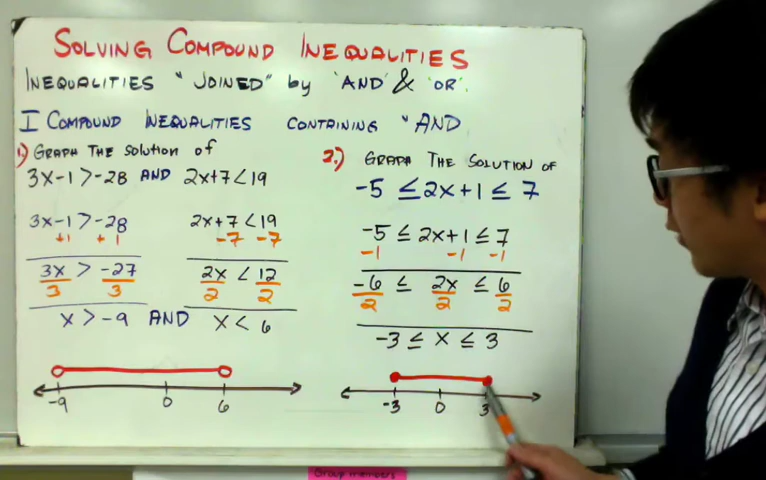 SOLVING COMPOUND INEQUALITIES
INEQUALITIES "JOINED" by 'AND' & 'OR'.
I COMPOUND INEQUALITIES CONTAINING "AND
1.) GRAPH THE SOLUTION OF
3X-1>-28 AND 2X+7<19
3X-1>-28 2X+7<19
+1 +1 -7 -7
3X/3 > -27/3 2X/2 < 12/2
X > -9 AND X < 6
-9 0 6
2.) GRAPH THE SOLUTION OF
-5 ≤ 2X+1 ≤ 7
-5 ≤ 2X+1 ≤ 7
-1 -1 -1
-6/2 ≤ 2X/2 ≤ 6/2
-3 ≤ X ≤ 3
-3 0 3
Group members